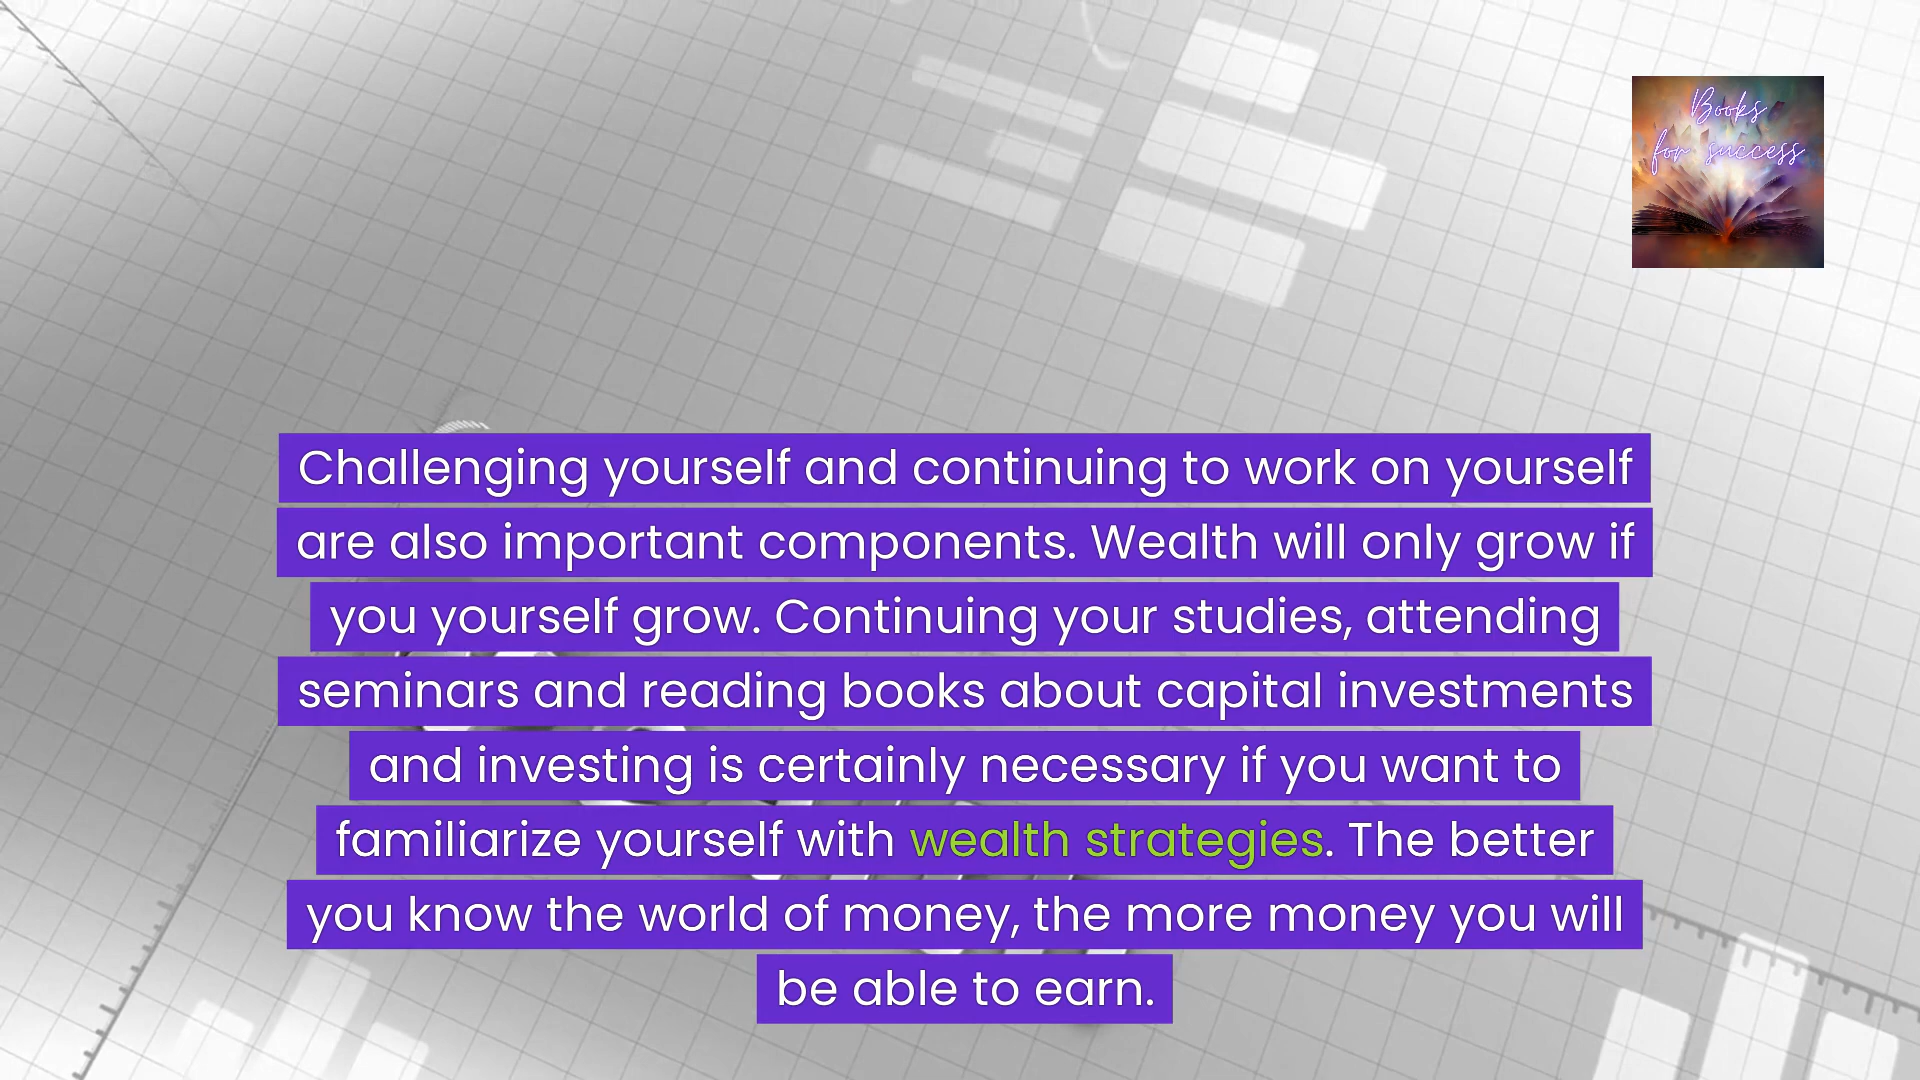 Books
for success
Challenging yourself and continuing to work on yourself
are also important components. Wealth will only grow if
you yourself grow. Continuing your studies, attending
seminars and reading books about capital investments
and investing is certainly necessary if you want to
familiarize yourself with wealth strategies. The better
you know the world of money, the more money you will
be able to earn.